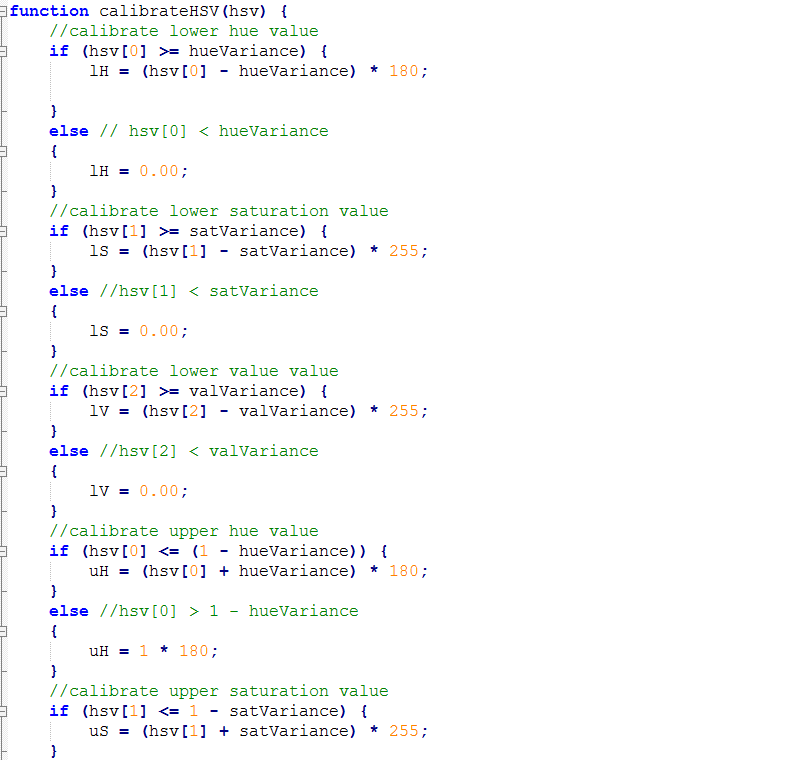 function calibrateHSV(hsv) {
    //calibrate lower hue value
    if (hsv[0] >= hueVariance) {
        lH = (hsv[0] - hueVariance) * 180;

    }
    else // hsv[0] < hueVariance
    {
        lH = 0.00;
    }
    //calibrate lower saturation value
    if (hsv[1] >= satVariance) {
        lS = (hsv[1] - satVariance) * 255;
    }
    else //hsv[1] < satVariance
    {
        lS = 0.00;
    }
    //calibrate lower value value
    if (hsv[2] >= valVariance) {
        lV = (hsv[2] - valVariance) * 255;
    }
    else //hsv[2] < valVariance
    {
        lV = 0.00;
    }
    //calibrate upper hue value
    if (hsv[0] <= (1 - hueVariance)) {
        uH = (hsv[0] + hueVariance) * 180;
    }
    else //hsv[0] > 1 - hueVariance
    {
        uH = 1 * 180;
    }
    //calibrate upper saturation value
    if (hsv[1] <= 1 - satVariance) {
        uS = (hsv[1] + satVariance) * 255;
    }